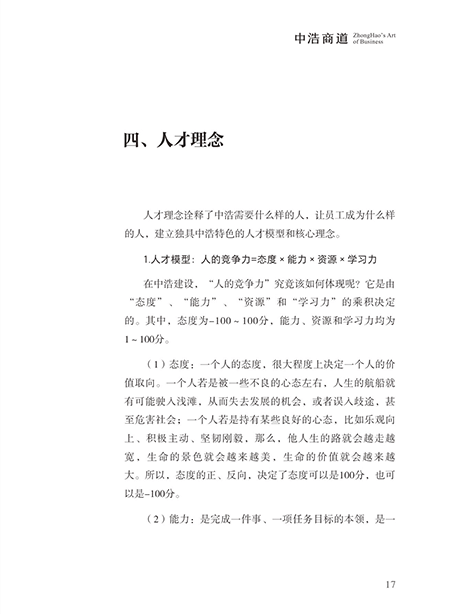 中浩商道 ZhongHao's Art
of Business
四、人才理念
人才理念诠释了中浩需要什么样的人，让员工成为什么样
的人，建立独具中浩特色的人才模型和核心理念。
1.人才模型：人的竞争力=态度×能力×资源×学习力
在中浩建设，“人的竞争力”究竟该如何体现呢？它是由
“态度”、“能力”、“资源”和“学习力”的乘积决定
的。其中，态度为-100～100分，能力、资源和学习力均为
1～100分。
（1）态度：一个人的态度，很大程度上决定一个人的价
值取向。一个人若是被一些不良的心态左右，人生的航船就
有可能驶入浅滩，从而失去发展的机会，或者误入歧途，甚
至危害社会；一个人若是持有某些良好的心态，比如乐观向
上、积极主动、坚韧刚毅，那么，他人生的路就会越走越
宽，生命的景色就会越来越美，生命的价值就会越来越
大。所以，态度的正、反向，决定了态度可以是100分，也可
以是-100分。
（2）能力：是完成一件事、一项任务目标的本领，是一
17